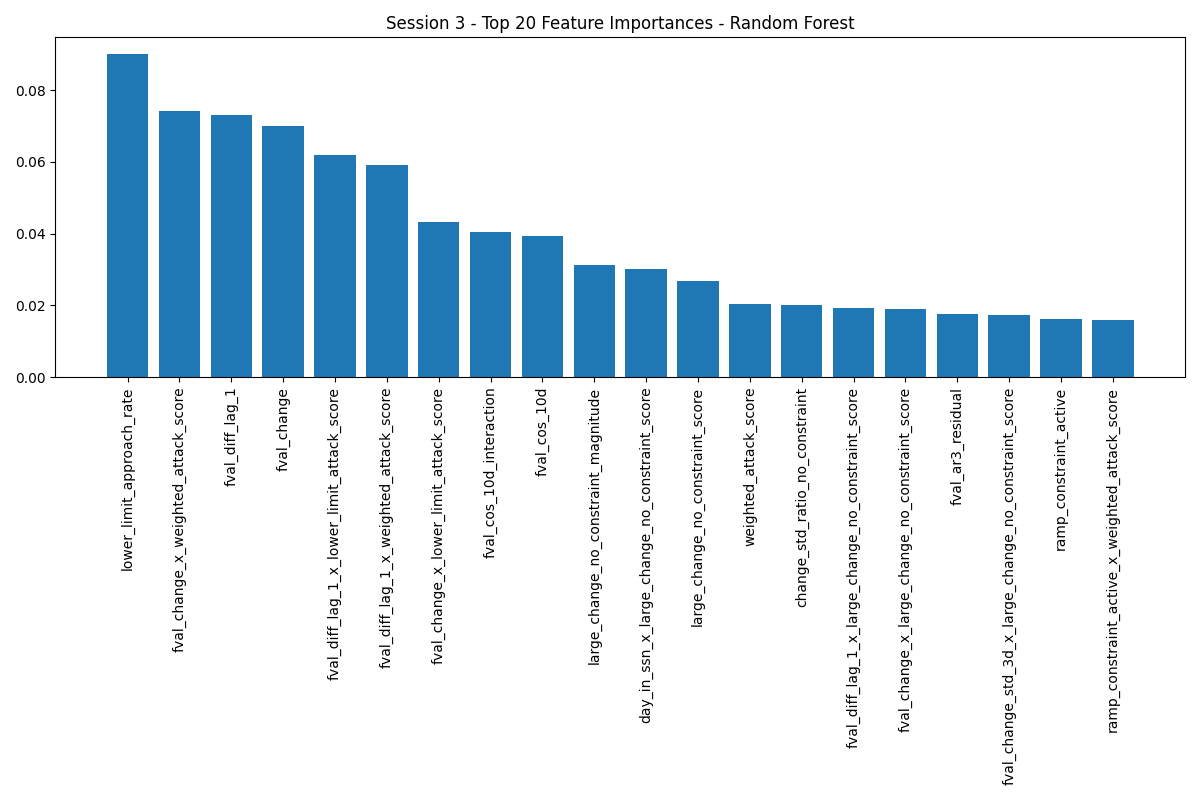 Session 3 - Top 20 Feature Importances - Random Forest
0.08
0.06
0.04
0.02
0.00
lower_limit_approach_rate
fval_change_x_weighted_attack_score
fval_diff_lag_1
fval_change
fval_diff_lag_1_x_lower_limit_attack_score
fval_diff_lag_1_x_weighted_attack_score
fval_change_x_lower_limit_attack_score
fval_cos_10d_interaction
fval_cos_10d
large_change_no_constraint_magnitude
day_in_ssn_x_large_change_no_constraint_score
large_change_no_constraint_score
weighted_attack_score
change_std_ratio_no_constraint
fval_diff_lag_1_x_large_change_no_constraint_score
fval_change_x_large_change_no_constraint_score
fval_ar3_residual
fval_change_std_3d_x_large_change_no_constraint_score
ramp_constraint_active
ramp_constraint_active_x_weighted_attack_score